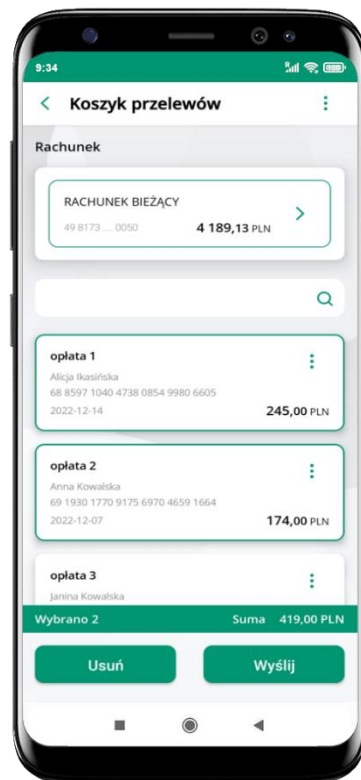 9:34
100
Koszyk przelewów
Rachunek
RACHUNEK BIEŻĄCY
49 8173 ... 0050 4 189,13 PLN
opłata 1
Alicja Ikasińska
68 8597 1040 4738 0854 9980 6605
2022-12-14 245,00 PLN
opłata 2
Anna Kowalska
69 1930 1770 9175 6970 4659 1664
2022-12-07 174,00 PLN
opłata 3
Janina Kowalska
Wybrano 2 Suma 419,00 PLN
Usuń Wyślij